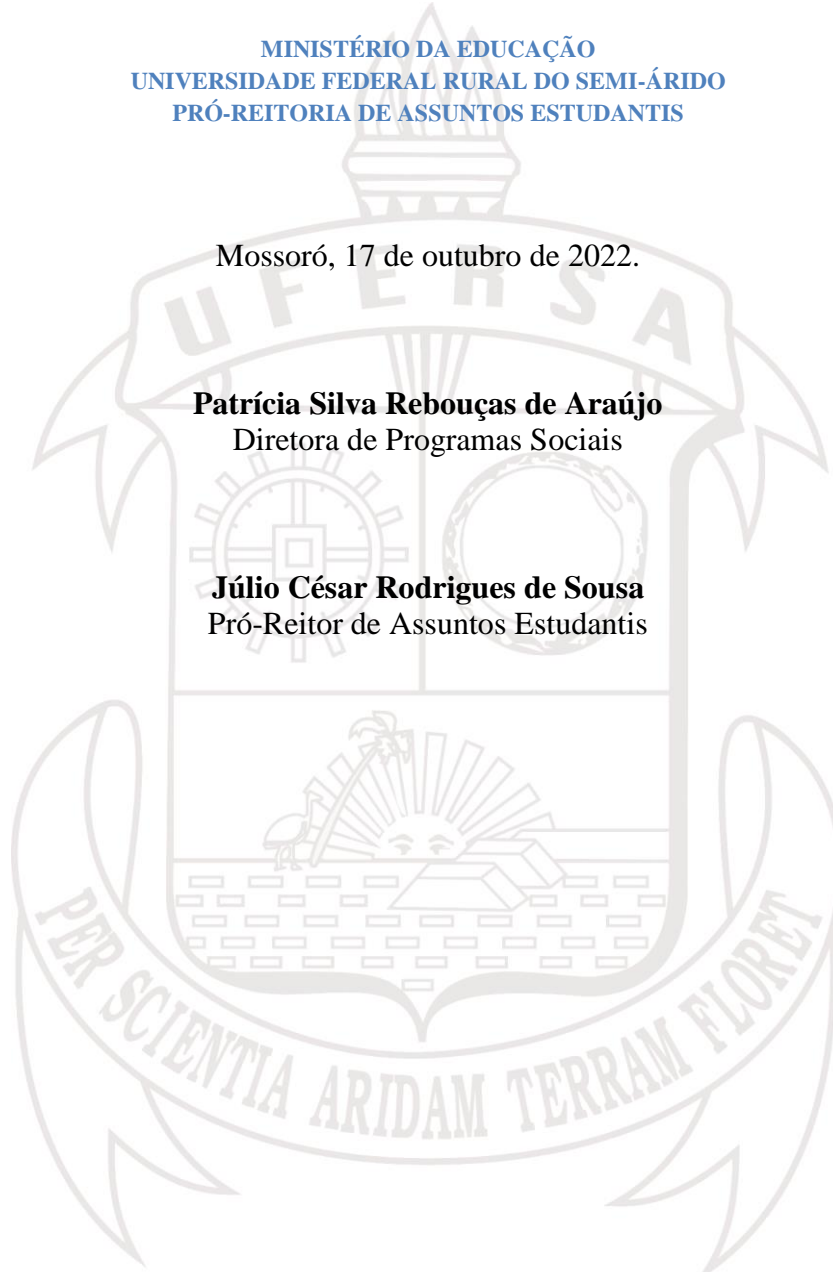 MINISTÉRIO DA EDUCAÇÃO
UNIVERSIDADE FEDERAL RURAL DO SEMI-ÁRIDO
PRÓ-REITORIA DE ASSUNTOS ESTUDANTIS
Mossoró, 17 de outubro de 2022.
UFERSA
Patrícia Silva Rebouças de Araújo
Diretora de Programas Sociais
Júlio César Rodrigues de Sousa
Pró-Reitor de Assuntos Estudantis
PER SCIENTIA ARIDAM TERRAM FLORET